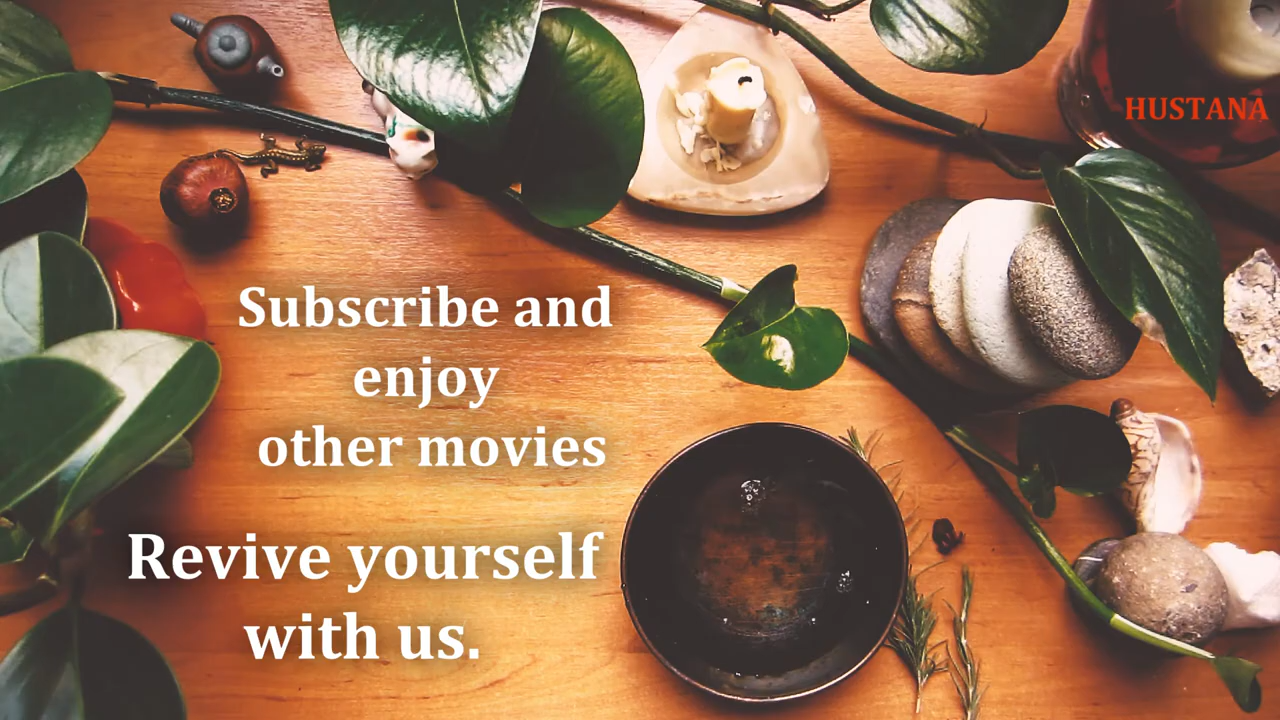 HUSTANA
Subscribe and
enjoy
other movies
Revive yourself
with us.